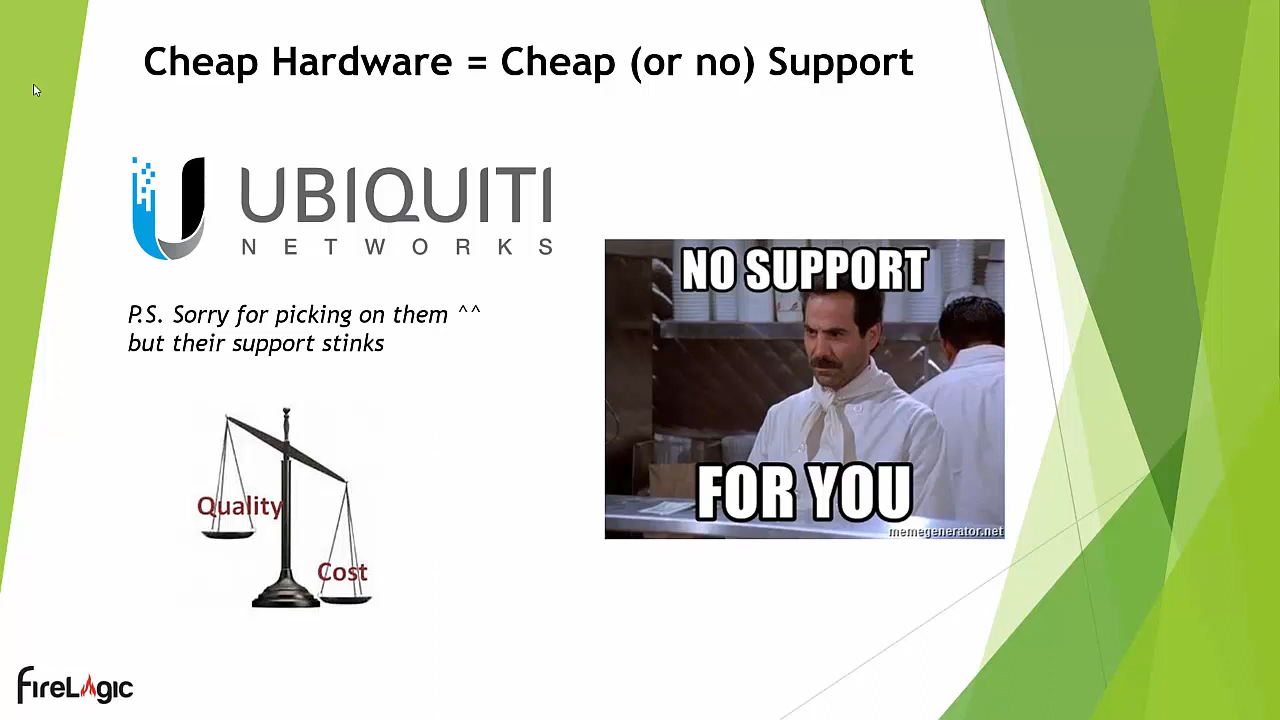 Cheap Hardware = Cheap (or no) Support
UBIQUITI
NETWORKS
P.S. Sorry for picking on them ^^
but their support stinks
NO SUPPORT
FOR YOU
memegenerator.net
Quality
Cost
FireLogic